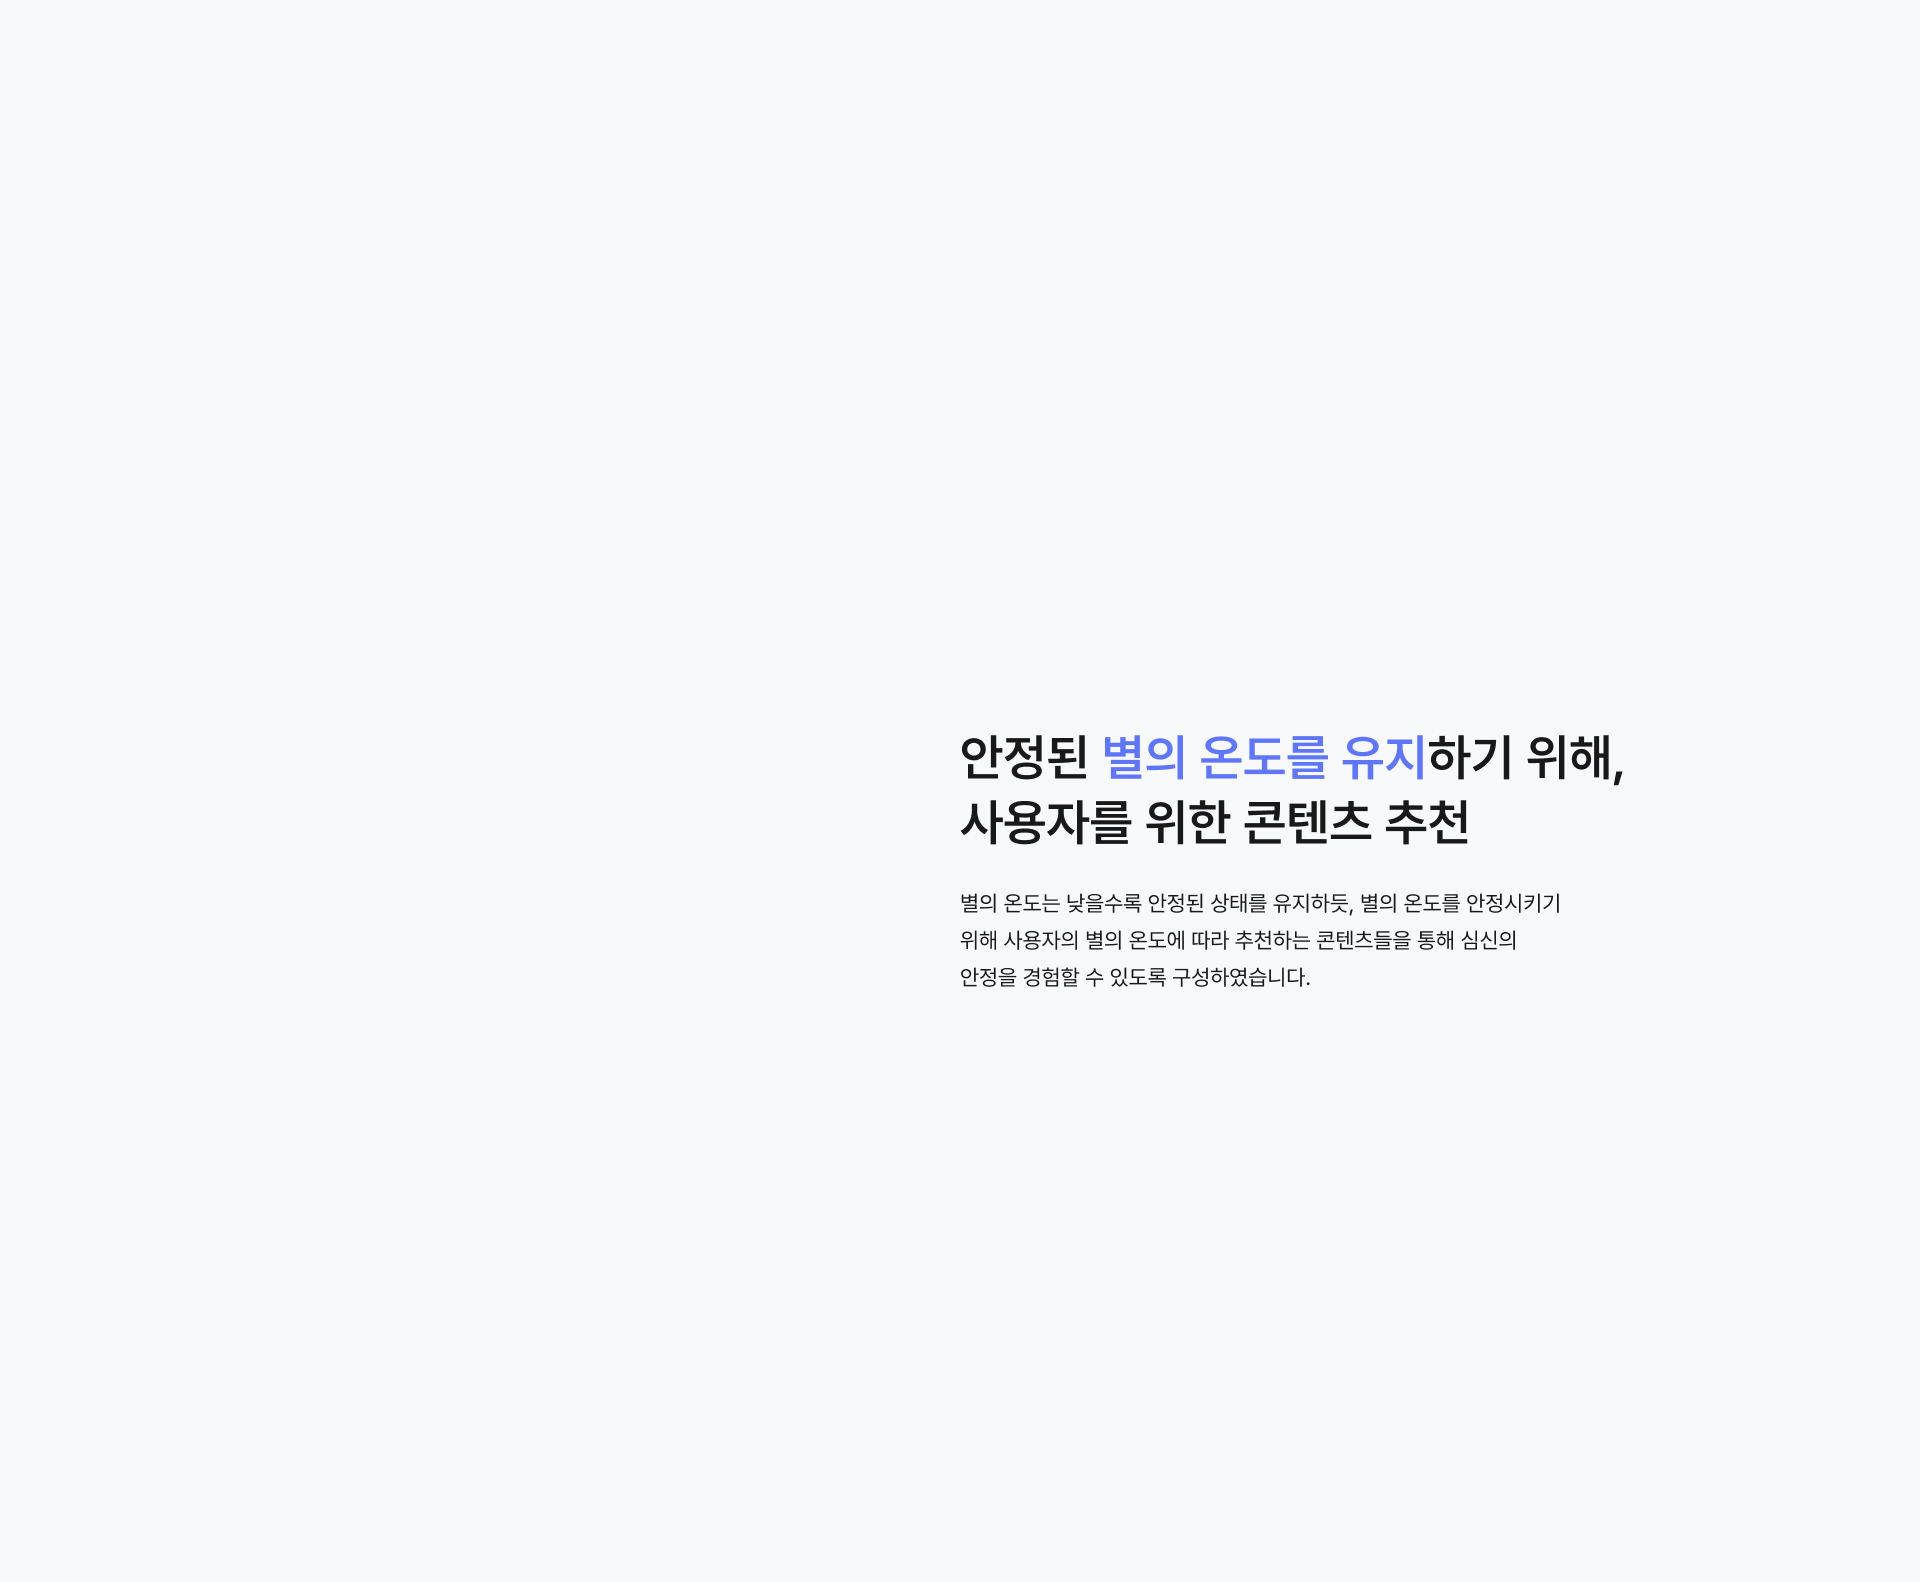 안정된 별의 온도를 유지하기 위해,
사용자를 위한 콘텐츠 추천
별의 온도는 낮을수록 안정된 상태를 유지하듯, 별의 온도를 안정시키기
위해 사용자의 별의 온도에 따라 추천하는 콘텐츠들을 통해 심신의
안정을 경험할 수 있도록 구성하였습니다.